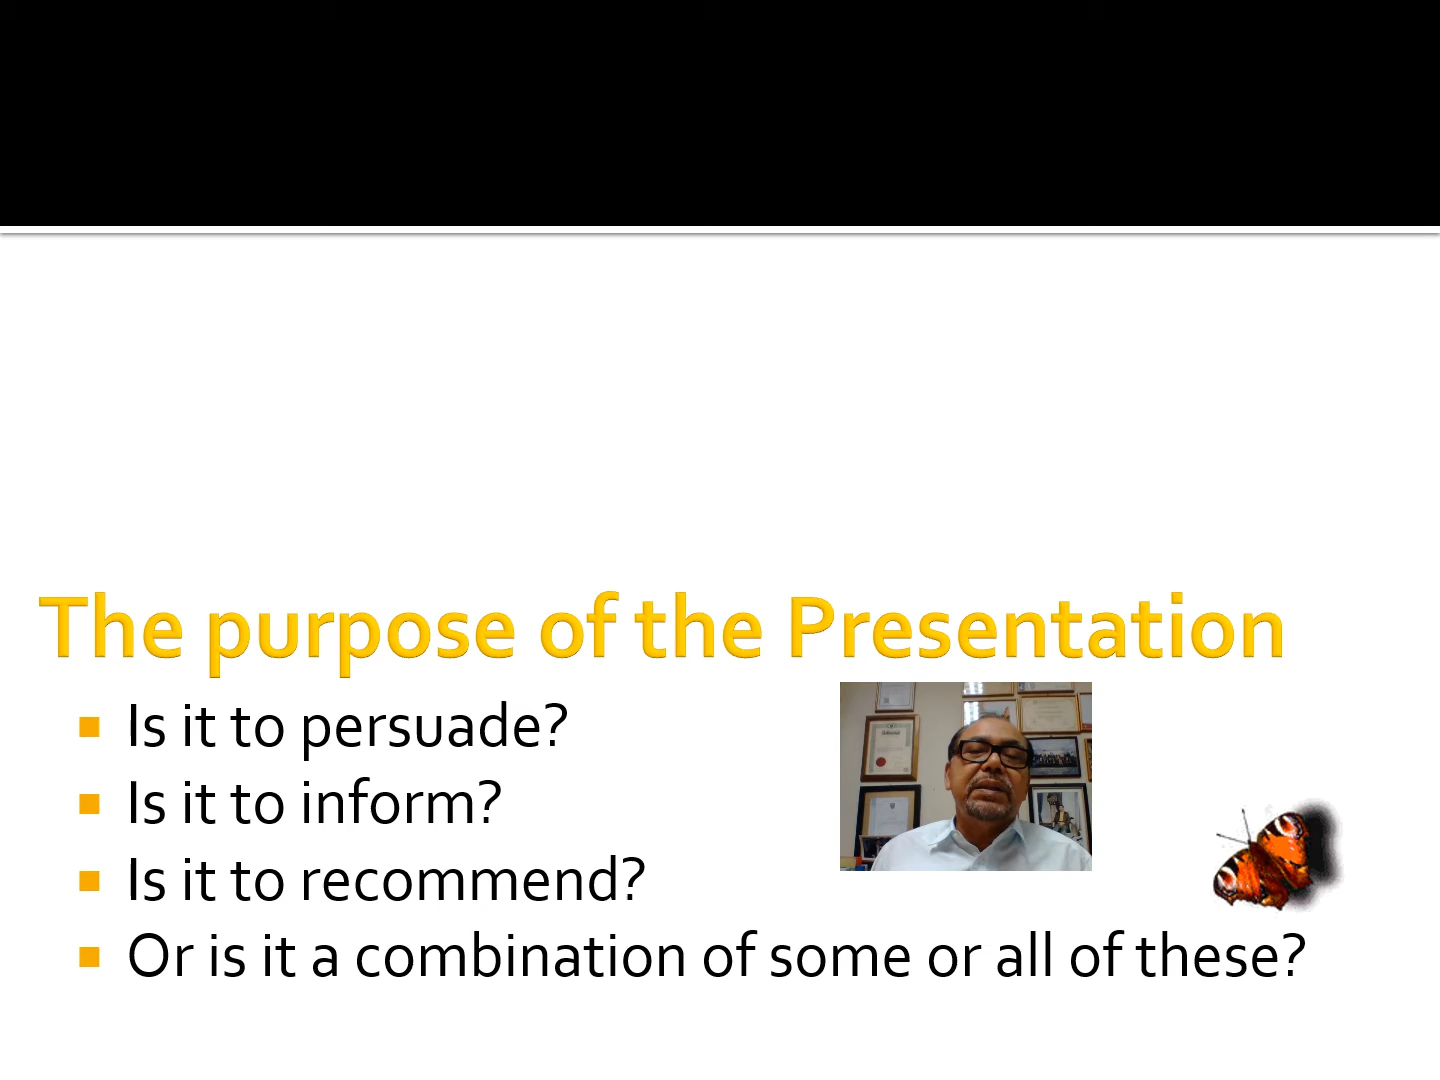 The purpose of the Presentation
Is it to persuade?
Is it to inform?
Is it to recommend?
Or is it a combination of some or all of these?